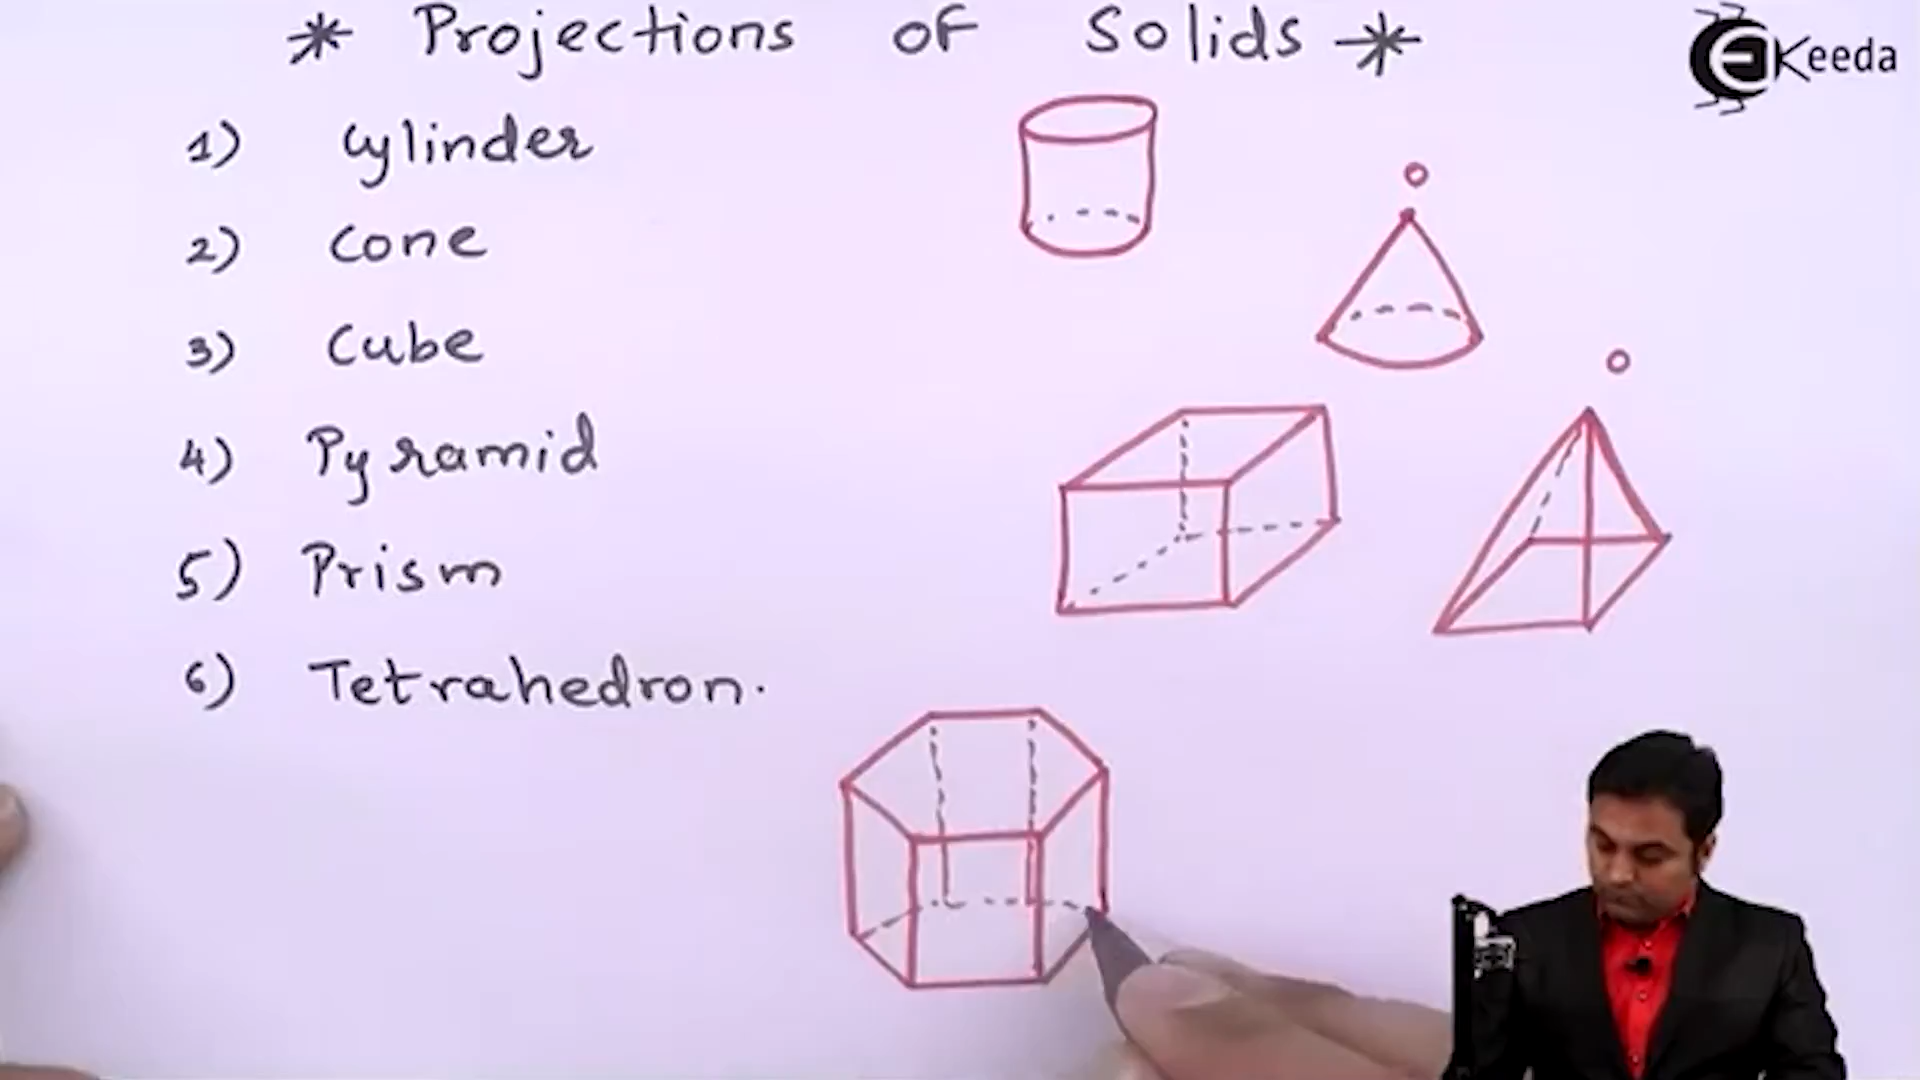 * Projections of Solids *
EKeeda
1) Cylinder
2) Cone
3) Cube
4) Pyramid
5) Prism
6) Tetrahedron.